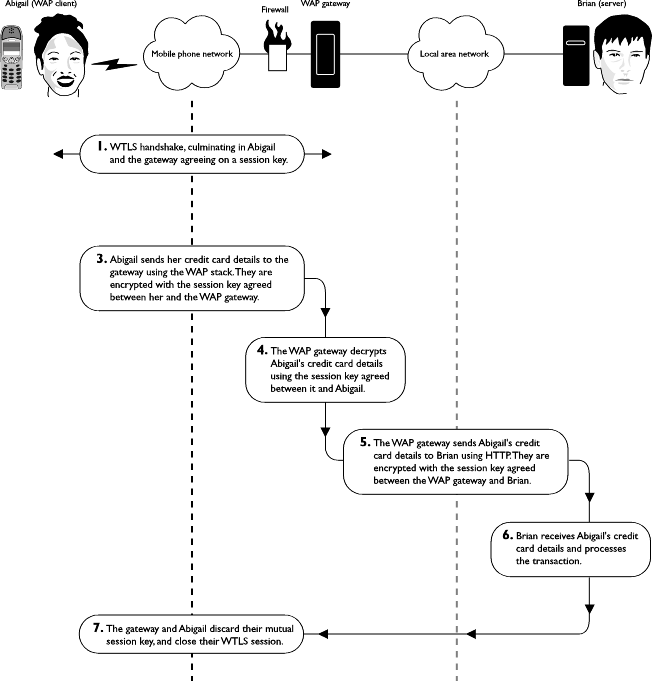 Abigail (WAP client)
Firewall
WAP gateway
Brian (server)
Mobile phone network
Local area network
1. WTLS handshake, culminating in Abigail
and the gateway agreeing on a session key.
3. Abigail sends her credit card details to the
gateway using the WAP stack. They are
encrypted with the session key agreed
between her and the WAP gateway.
4. The WAP gateway decrypts
Abigail's credit card details
using the session key agreed
between it and Abigail.
5. The WAP gateway sends Abigail's credit
card details to Brian using HTTP. They are
encrypted with the session key agreed
between the WAP gateway and Brian.
6. Brian receives Abigail's credit
card details and processes
the transaction.
7. The gateway and Abigail discard their mutual
session key, and close their WTLS session.